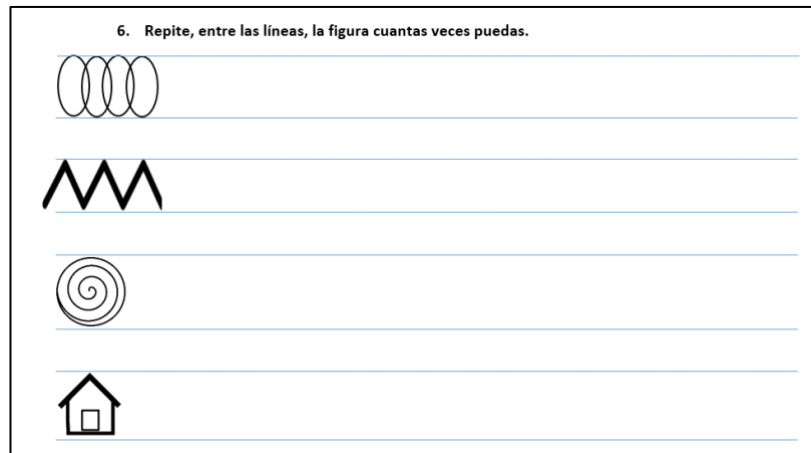 6. Repite, entre las líneas, la figura cuantas veces puedas.